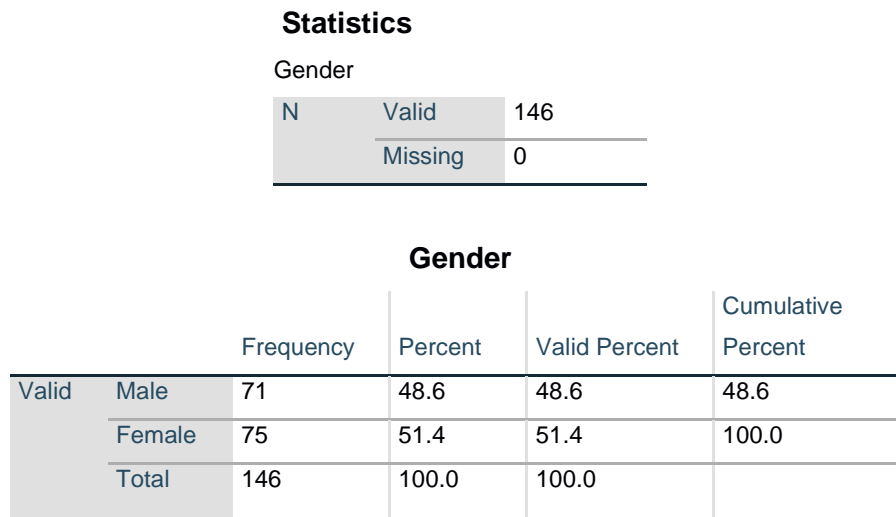 Statistics
Gender
N Valid 146
Missing 0
Gender
Frequency Percent Valid Percent Cumulative Percent
Valid Male 71 48.6 48.6 48.6
Female 75 51.4 51.4 100.0
Total 146 100.0 100.0